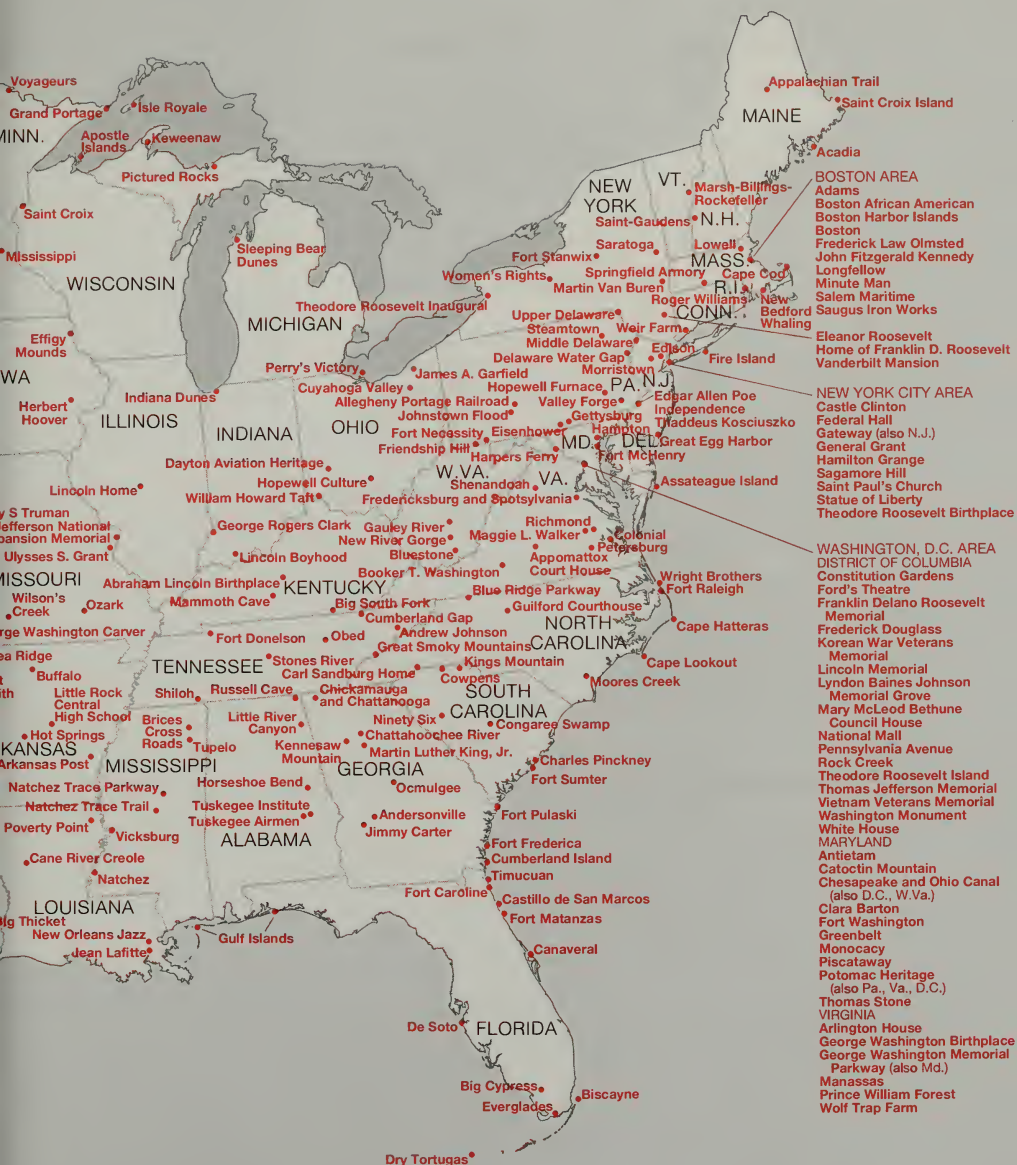 Voyageurs
Grand Portage
Isle Royale
MINN.
Apostle
Islands
Keweenaw
Pictured Rocks
Saint Croix
Mississippi
WISCONSIN
Sleeping Bear
Dunes
MICHIGAN
Effigy
Mounds
WA
Herbert
Hoover
Indiana Dunes
ILLINOIS
INDIANA
OHIO
Perry's Victory
James A. Garfield
Cuyahoga Valley
Allegheny Portage Railroad
Johnstown Flood
Fort Necessity
Friendship Hill
Dayton Aviation Heritage
Hopewell Culture
William Howard Taft
Lincoln Home
y S Truman
Jefferson National
pansion Memorial
Ulysses S. Grant
MISSOURI
Wilson's
Creek
Ozark
rge Washington Carver
George Rogers Clark
Lincoln Boyhood
Abraham Lincoln Birthplace
Mammoth Cave
KENTUCKY
Gauley River
New River Gorge
Bluestone
Booker T. Washington
Big South Fork
Cumberland Gap
Fort Donelson
Obed
Andrew Johnson
Great Smoky Mountains
TENNESSEE
Stones River
Carl Sandburg Home
Shiloh
Russell Cave
Chickamauga
and Chattanooga
ea Ridge
Buffalo
t
ith
Little Rock
Central
High School
Hot Springs
KANSAS
Arkansas Post
Brices
Cross
Roads
Tupelo
MISSISSIPPI
Natchez Trace Parkway
Natchez Trace Trail
Poverty Point
Vicksburg
Cane River Creole
Natchez
LOUISIANA
Big Thicket
New Orleans Jazz
Jean Lafitte
Gulf Islands
Little River
Canyon
Horseshoe Bend
Tuskegee Institute
Tuskegee Airmen
ALABAMA
Kennesaw
Mountain
Chattahoochee River
Martin Luther King, Jr.
GEORGIA
Ocmulgee
Andersonville
Jimmy Carter
Ninety Six
Cowpens
Kings Mountain
SOUTH
CAROLINA
Congaree Swamp
Charles Pinckney
Fort Sumter
Fort Pulaski
Fort Frederica
Cumberland Island
Timucuan
Fort Caroline
Castillo de San Marcos
Fort Matanzas
Canaveral
De Soto
FLORIDA
Big Cypress
Biscayne
Everglades
Dry Tortugas
Appalachian Trail
Saint Croix Island
MAINE
Acadia
VT.
NEW
YORK
Marsh-Billings-
Rockefeller
Saint-Gaudens
N.H.
Saratoga
Lowell
Fort Stanwix
MASS.
Women's Rights
Springfield Armory
Cape Cod
Martin Van Buren
R.I.
Theodore Roosevelt Inaugural
Roger Williams
New
Bedford
Whaling
CONN.
Upper Delaware
Steamtown
Weir Farm
Middle Delaware
Edison
Fire Island
Delaware Water Gap
Morristown
Hopewell Furnace
PA.
N.J.
Valley Forge
Edgar Allen Poe
Independence
Thaddeus Kosciuszko
Gettysburg
Eisenhower
Hampton
MD.
DEL.
Great Egg Harbor
Harpers Ferry
Fort McHenry
W.VA.
Shenandoah
VA.
Assateague Island
Fredericksburg and Spotsylvania
Richmond
Maggie L. Walker
Colonial
Petersburg
Appomattox
Court House
Blue Ridge Parkway
Guilford Courthouse
Wright Brothers
Fort Raleigh
NORTH
CAROLINA
Cape Hatteras
Cape Lookout
Moores Creek
BOSTON AREA
Adams
Boston African American
Boston Harbor Islands
Boston
Frederick Law Olmsted
John Fitzgerald Kennedy
Longfellow
Minute Man
Salem Maritime
Saugus Iron Works
Eleanor Roosevelt
Home of Franklin D. Roosevelt
Vanderbilt Mansion
NEW YORK CITY AREA
Castle Clinton
Federal Hall
Gateway (also N.J.)
General Grant
Hamilton Grange
Sagamore Hill
Saint Paul's Church
Statue of Liberty
Theodore Roosevelt Birthplace
WASHINGTON, D.C. AREA
DISTRICT OF COLUMBIA
Constitution Gardens
Ford's Theatre
Franklin Delano Roosevelt
Memorial
Frederick Douglass
Korean War Veterans
Memorial
Lincoln Memorial
Lyndon Baines Johnson
Memorial Grove
Mary McLeod Bethune
Council House
National Mall
Pennsylvania Avenue
Rock Creek
Theodore Roosevelt Island
Thomas Jefferson Memorial
Vietnam Veterans Memorial
Washington Monument
White House
MARYLAND
Antietam
Catoctin Mountain
Chesapeake and Ohio Canal
(also D.C., W.Va.)
Clara Barton
Fort Washington
Greenbelt
Monocacy
Piscataway
Potomac Heritage
(also Pa., Va., D.C.)
Thomas Stone
VIRGINIA
Arlington House
George Washington Birthplace
George Washington Memorial
Parkway (also Md.)
Manassas
Prince William Forest
Wolf Trap Farm